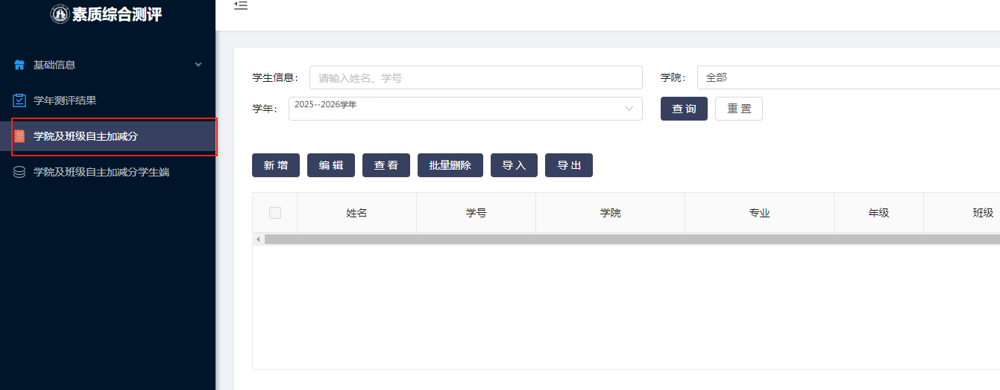 素质综合测评
基础信息
学年测评结果
学院及班级自主加减分
学院及班级自主加减分学生端
学生信息： 请输入姓名、学号 学院： 全部
学年： 2025--2026学年 查 询 重 置
新 增 编 辑 查 看 批量删除 导 入 导 出
姓名 学号 学院 专业 年级 班级